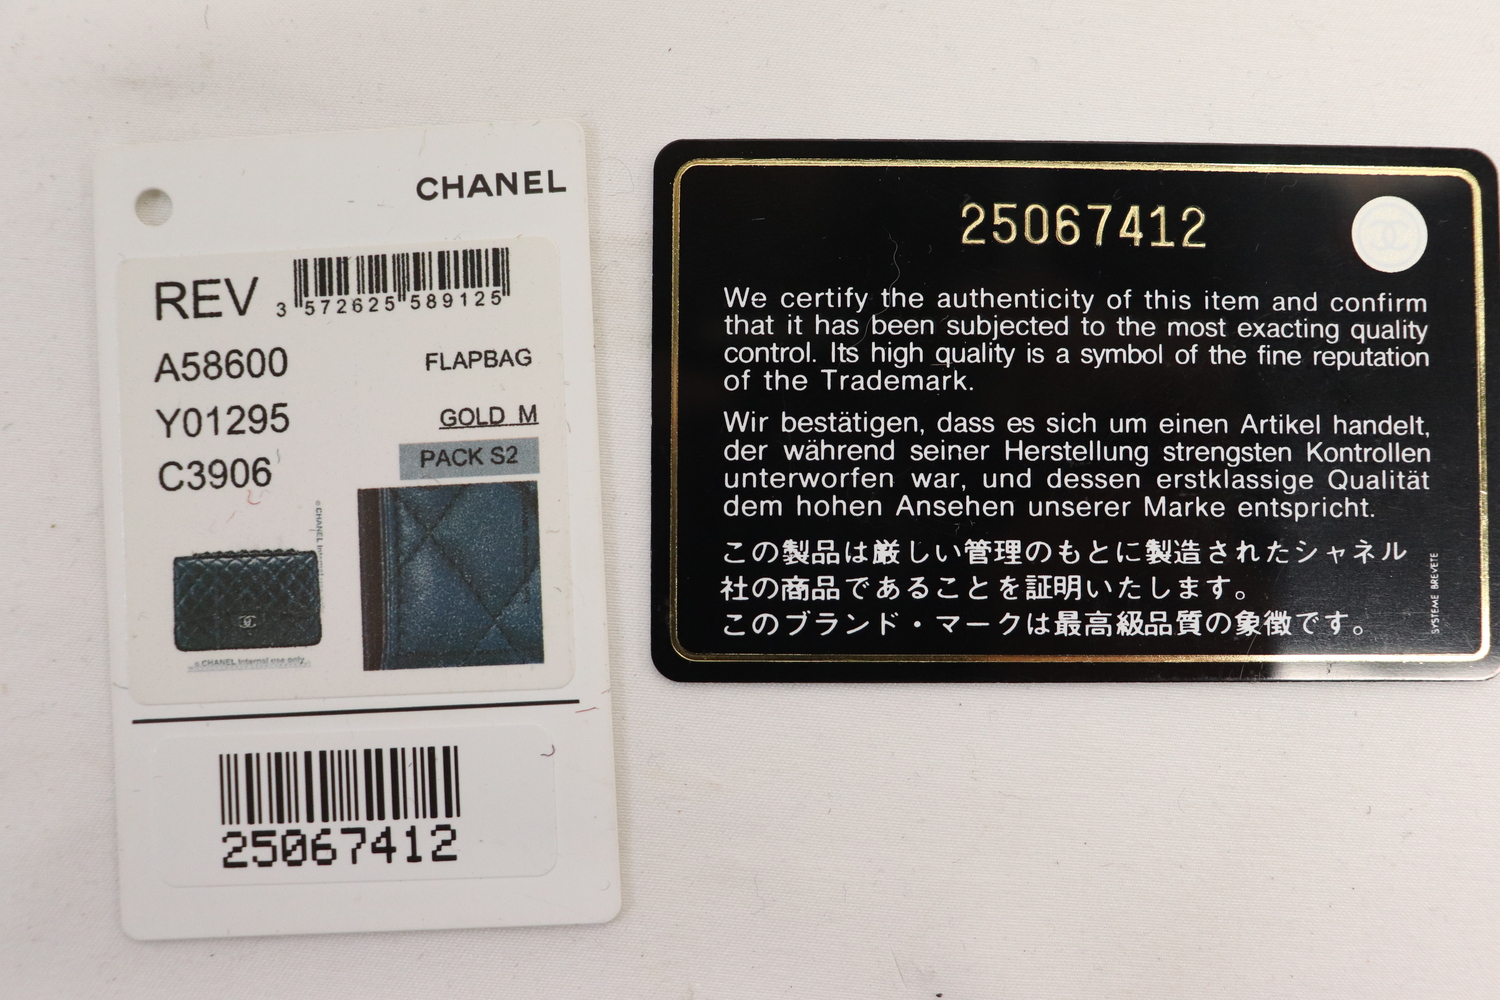 CHANEL
REV
3 572625 589125
A58600 FLAPBAG
Y01295 GOLD M
C3906 PACK S2
© CHANEL Internal use only
25067412
25067412
We certify the authenticity of this item and confirm
that it has been subjected to the most exacting quality
control. Its high quality is a symbol of the fine reputation
of the Trademark.
Wir bestätigen, dass es sich um einen Artikel handelt,
der während seiner Herstellung strengsten Kontrollen
unterworfen war, und dessen erstklassige Qualität
dem hohen Ansehen unserer Marke entspricht.
この製品は厳しい管理のもとに製造されたシャネル
社の商品であることを証明いたします。
このブランド・マークは最高級品質の象徴です。
SYSTEME BREVETE